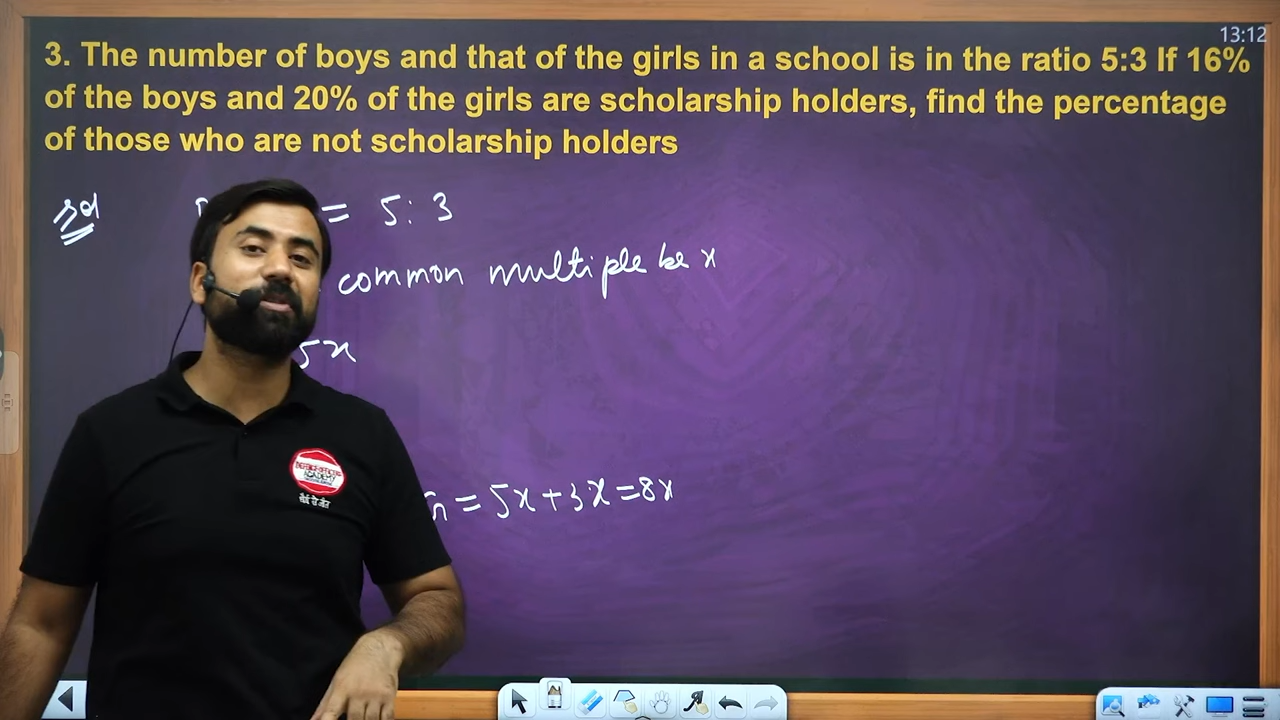 13:12
3. The number of boys and that of the girls in a school is in the ratio 5:3 If 16%
of the boys and 20% of the girls are scholarship holders, find the percentage
of those who are not scholarship holders
= 5:3
common multiple be x
5x
= 5x+3x=8x
ACADEMY